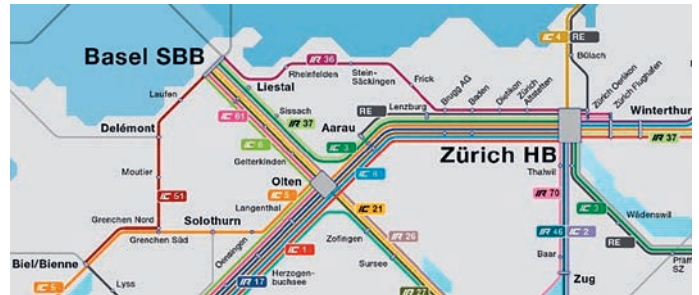 IC 4
RE
Bülach
Basel SBB
IR 36
Rheinfelden
Stein-
Säckingen
Frick
Laufen
Liestal
Sissach
IR 37
IC 61
IC 6
Gelterkinden
Delémont
Moutier
IC 51
RE
Aarau
Lenzburg
Brugg AG
Baden
Dietikon
Zürich
Altstetten
Zürich Oerlikon
Zürich Flughafen
Winterthur
IR 37
IC 3
IC 8
Zürich HB
Thalwil
IR 70
IC 3
Wädenswil
RE
IR 46
IC 2
Baar
Zug
SZ
Olten
IC 5
Langenthal
IC 21
IR 26
Zofingen
Sursee
IR 27
Grenchen Nord
Solothurn
Grenchen Süd
Oensingen
IC 1
Biel/Bienne
Lyss
IC 5
IR 17
Herzogen-
buchsee